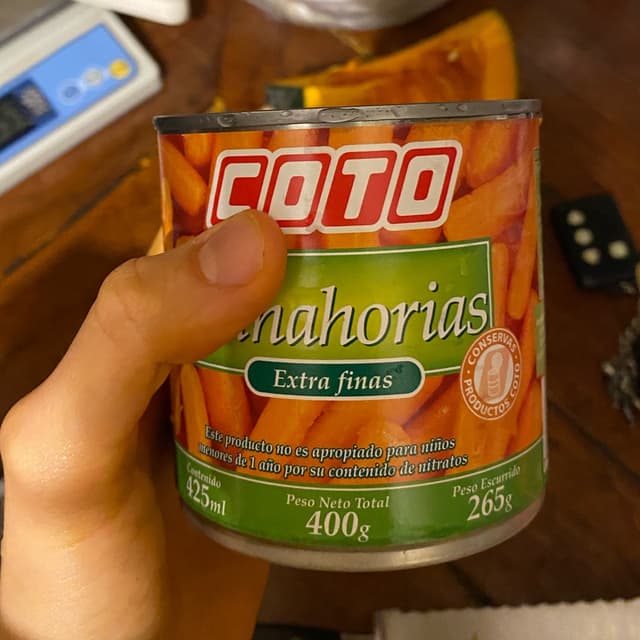 COTO
nahorias
Extra finas
CONSERVAS
PRODUCTOS COTO
Este producto no es apropiado para niños
menores de 1 año por su contenido de nitratos
Contenido
425ml
Peso Neto Total
400g
Peso Escurrido
265g